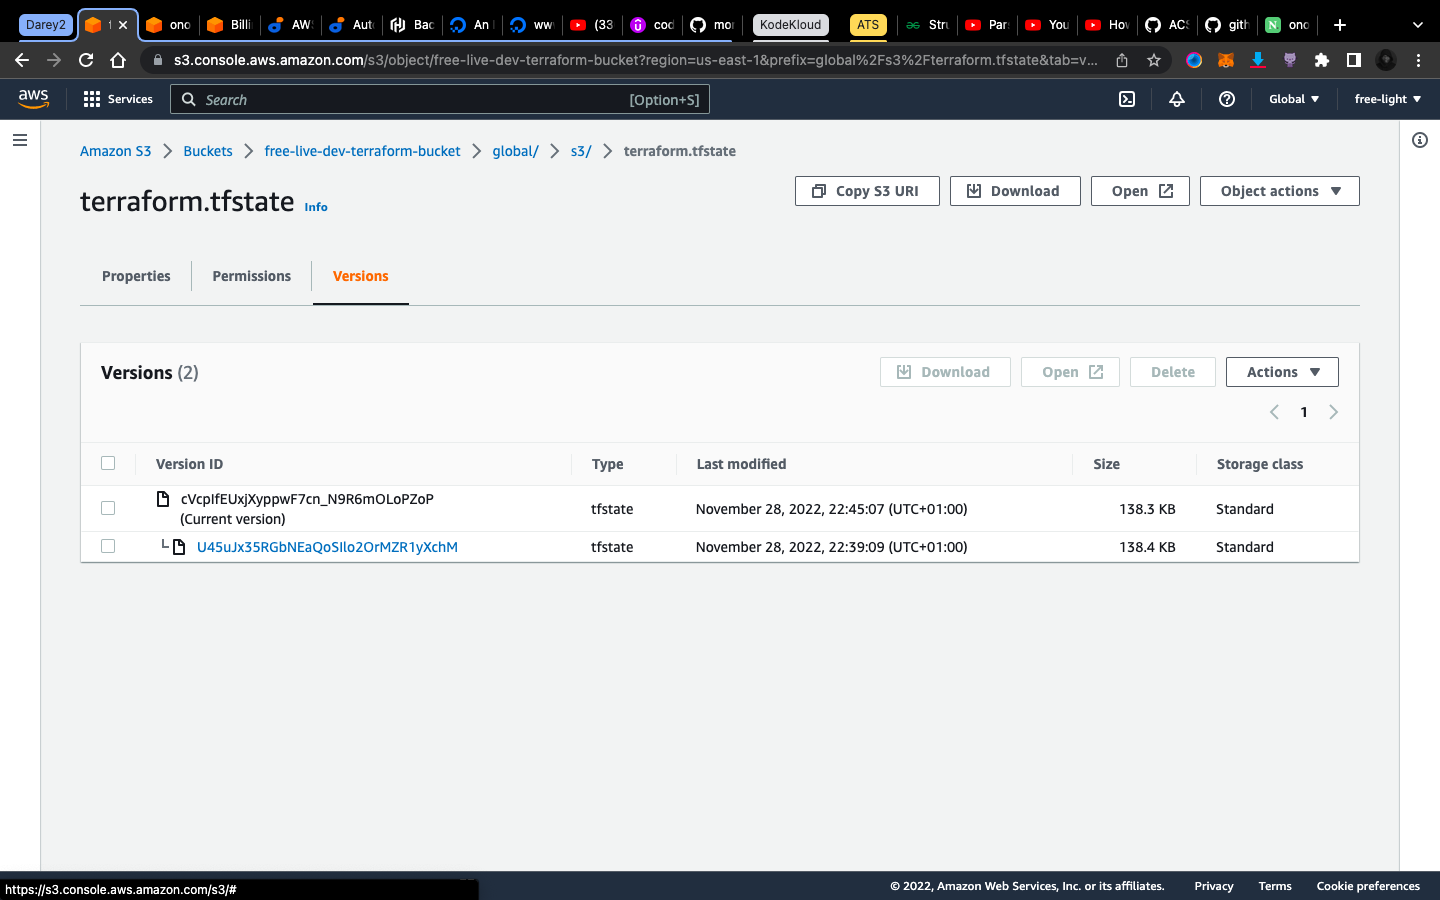 Darey2 ono Billi AW Aut Bac An www (33 cod mor KodeKloud ATS Stru Par You How ACS gith ono
s3.console.aws.amazon.com/s3/object/free-live-dev-terraform-bucket?region=us-east-1&prefix=global%2Fs3%2Fterraform.tfstate&tab=v...
aws Services Search [Option+S] Global free-light
Amazon S3 Buckets free-live-dev-terraform-bucket global/ s3/ terraform.tfstate
terraform.tfstate Info Copy S3 URI Download Open Object actions
Properties Permissions Versions
Versions (2) Download Open Delete Actions
1
Version ID Type Last modified Size Storage class
cVcpIfEUxjXyppwF7cn_N9R6mOLoPZoP
(Current version) tfstate November 28, 2022, 22:45:07 (UTC+01:00) 138.3 KB Standard
U45uJx35RGbNEaQoSIlo2OrMZR1yXchM tfstate November 28, 2022, 22:39:09 (UTC+01:00) 138.4 KB Standard
https://s3.console.aws.amazon.com/s3/# © 2022, Amazon Web Services, Inc. or its affiliates. Privacy Terms Cookie preferences